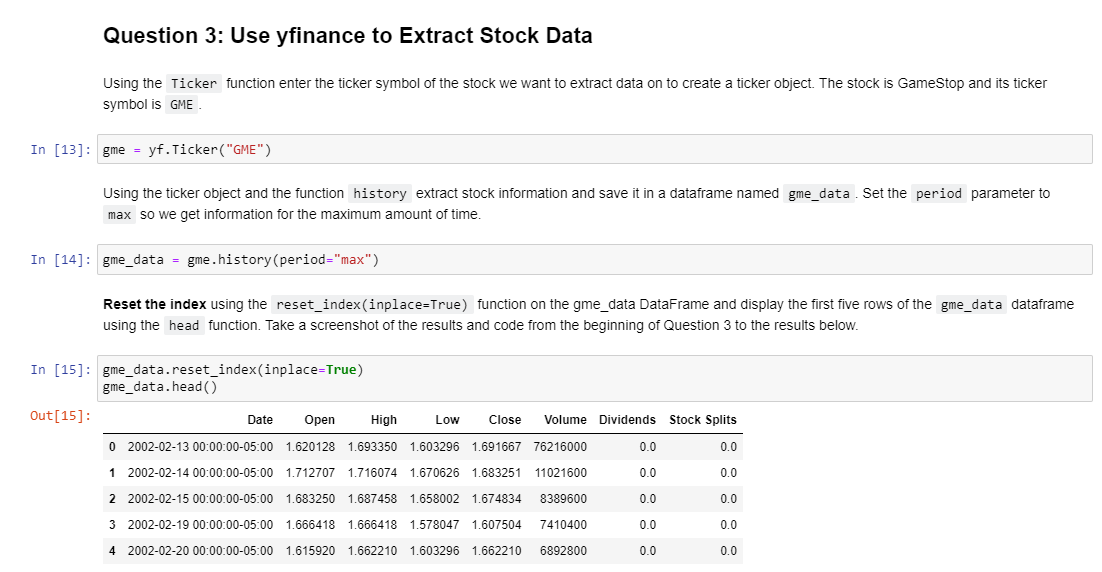 Question 3: Use yfinance to Extract Stock Data
Using the Ticker function enter the ticker symbol of the stock we want to extract data on to create a ticker object. The stock is GameStop and its ticker
symbol is GME .
In [13]: gme = yf.Ticker("GME")
Using the ticker object and the function history extract stock information and save it in a dataframe named gme_data . Set the period parameter to
max so we get information for the maximum amount of time.
In [14]: gme_data = gme.history(period="max")
Reset the index using the reset_index(inplace=True) function on the gme_data DataFrame and display the first five rows of the gme_data dataframe
using the head function. Take a screenshot of the results and code from the beginning of Question 3 to the results below.
In [15]: gme_data.reset_index(inplace=True)
gme_data.head()
Out[15]:
Date Open High Low Close Volume Dividends Stock Splits
0 2002-02-13 00:00:00-05:00 1.620128 1.693350 1.603296 1.691667 76216000 0.0 0.0
1 2002-02-14 00:00:00-05:00 1.712707 1.716074 1.670626 1.683251 11021600 0.0 0.0
2 2002-02-15 00:00:00-05:00 1.683250 1.687458 1.658002 1.674834 8389600 0.0 0.0
3 2002-02-19 00:00:00-05:00 1.666418 1.666418 1.578047 1.607504 7410400 0.0 0.0
4 2002-02-20 00:00:00-05:00 1.615920 1.662210 1.603296 1.662210 6892800 0.0 0.0